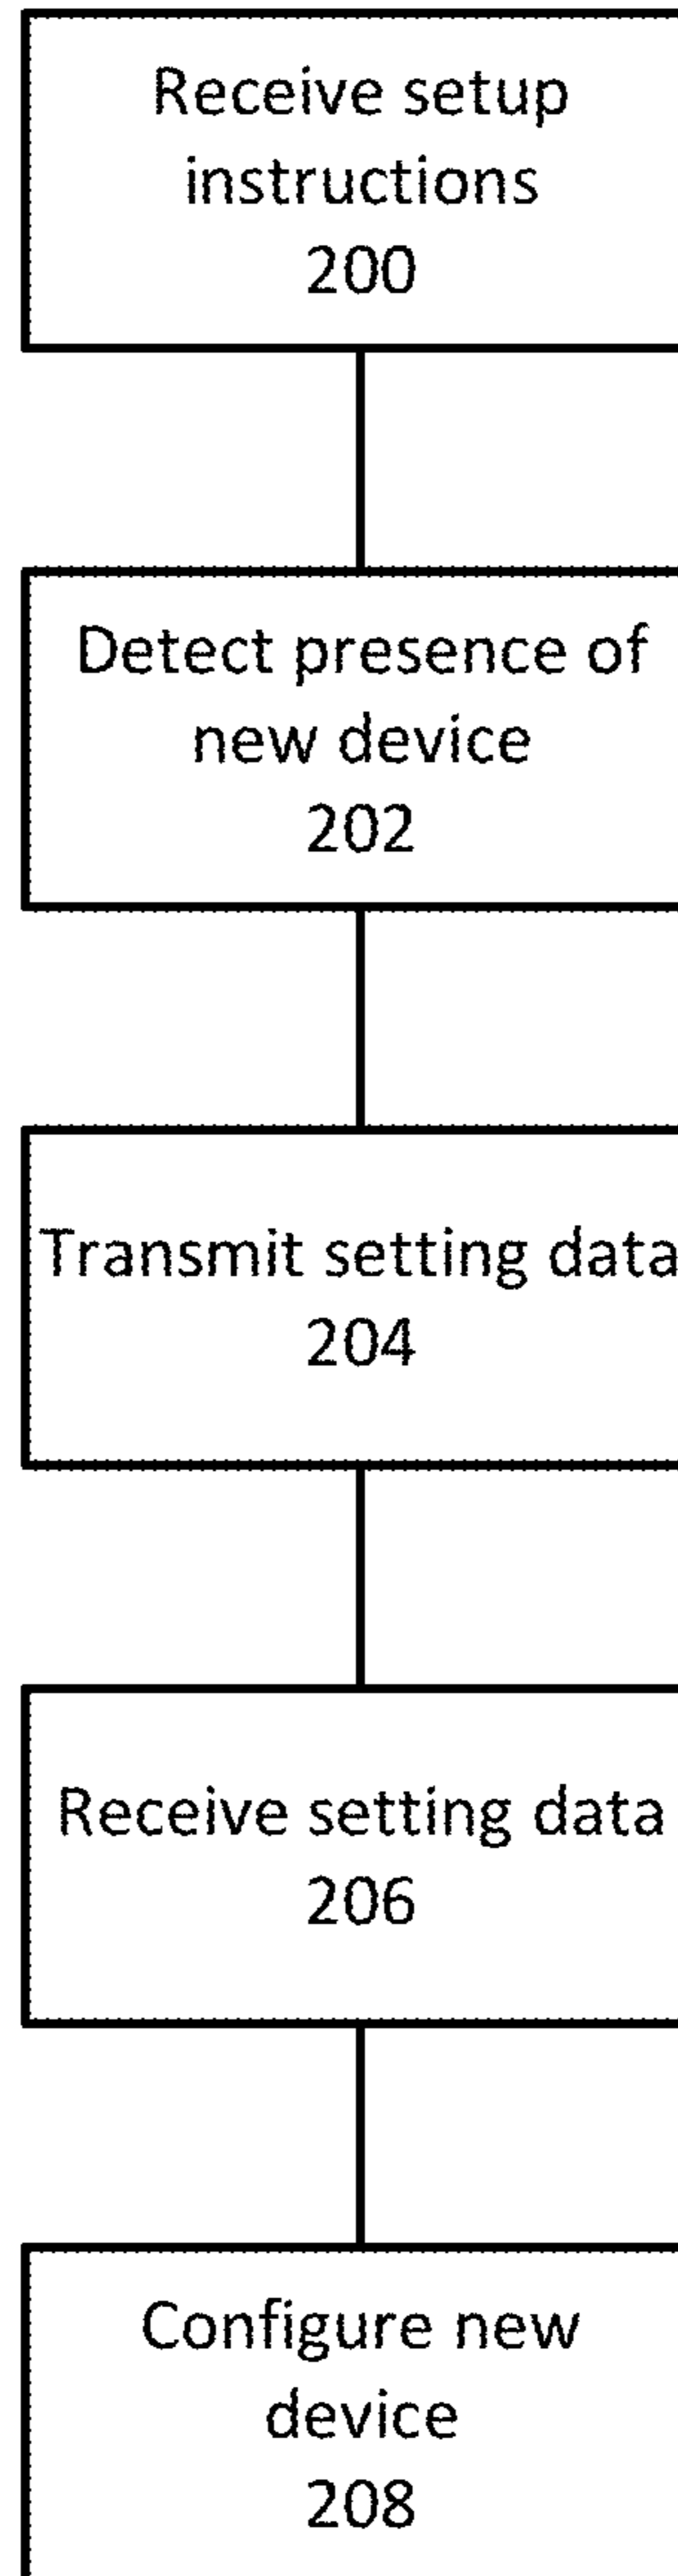 Receive setup
instructions
200
Detect presence of
new device
202
Transmit setting data
204
Receive setting data
206
Configure new
device
208